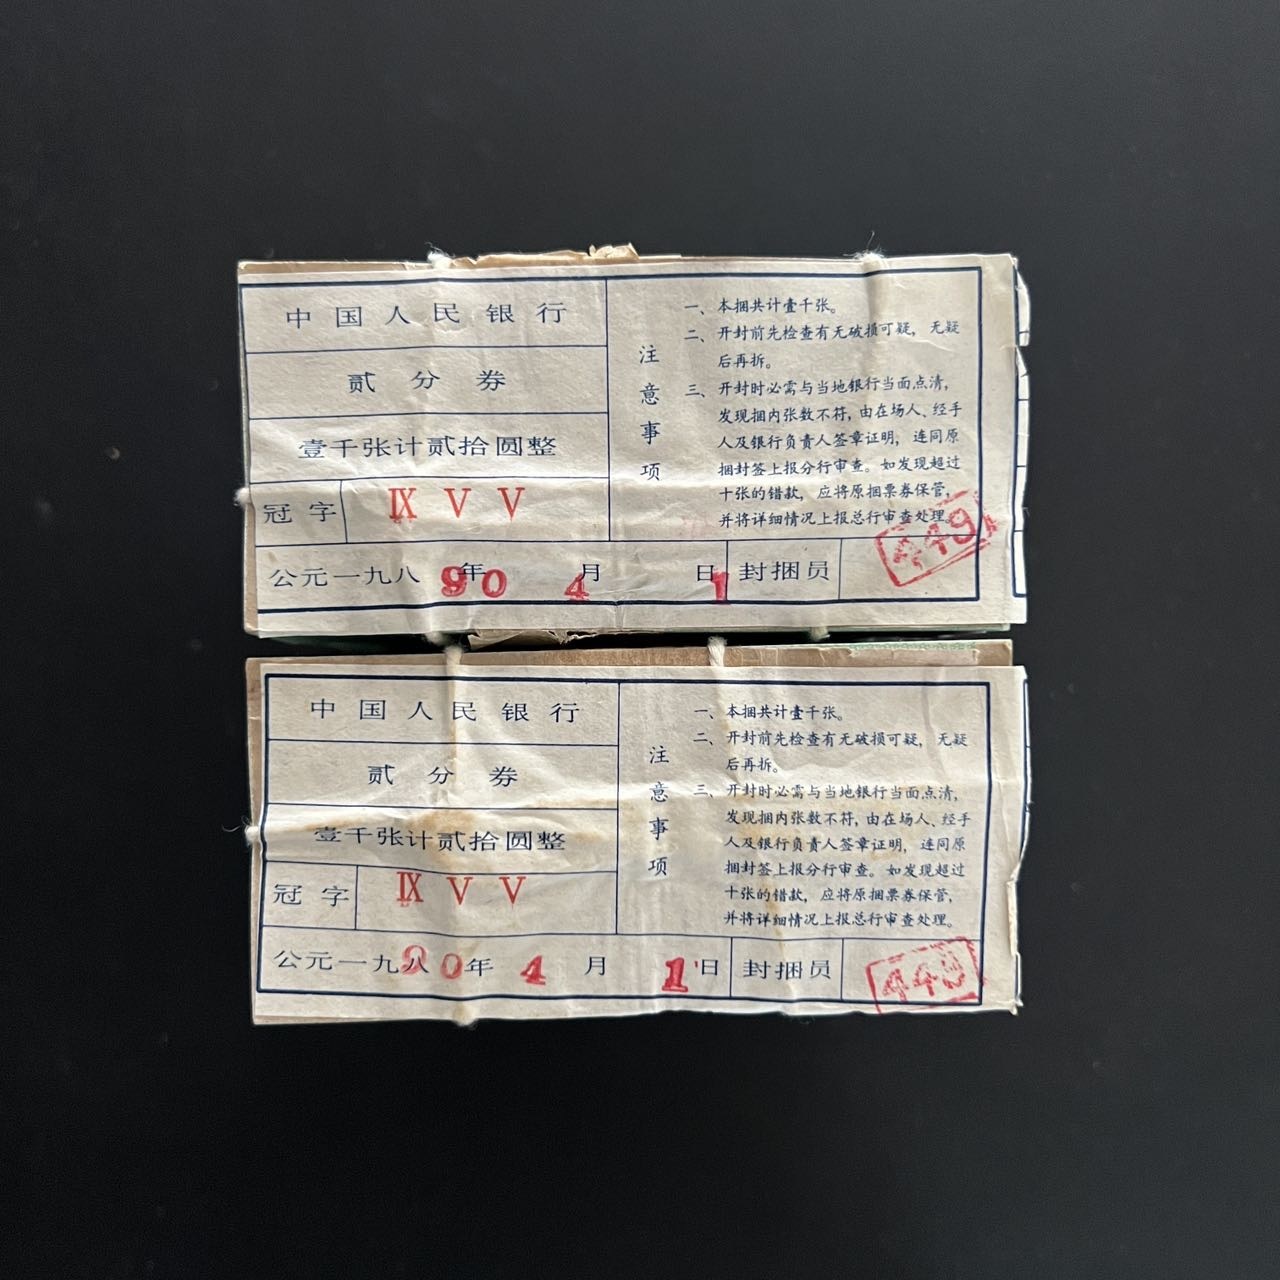 中国人民银行
贰分券
壹千张计贰拾圆整
冠字 Ⅸ V V
公元一九八90年4月1日 封捆员 449
注意事项
一、本捆共计壹千张。
二、开封前先检查有无破损可疑，无疑
后再拆。
三、开封时必需与当地银行当面点清，
发现捆内张数不符，由在场人、经手
人及银行负责人签章证明，连同原
捆封签上报分行审查。如发现超过
十张的错款，应将原捆票券保管，
并将详细情况上报总行审查处理。
中国人民银行
贰分券
壹千张计贰拾圆整
冠字 Ⅸ V V
公元一九八90年4月1日 封捆员 449
注意事项
一、本捆共计壹千张。
二、开封前先检查有无破损可疑，无疑
后再拆。
三、开封时必需与当地银行当面点清，
发现捆内张数不符，由在场人、经手
人及银行负责人签章证明，连同原
捆封签上报分行审查。如发现超过
十张的错款，应将原捆票券保管，
并将详细情况上报总行审查处理。